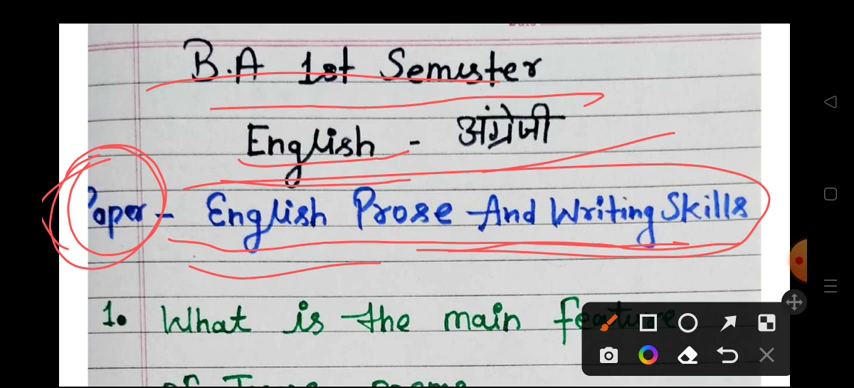 B.A 1st Semester
English - अंग्रेजी
Paper - English Prose And Writing Skills
1. What is the main feature